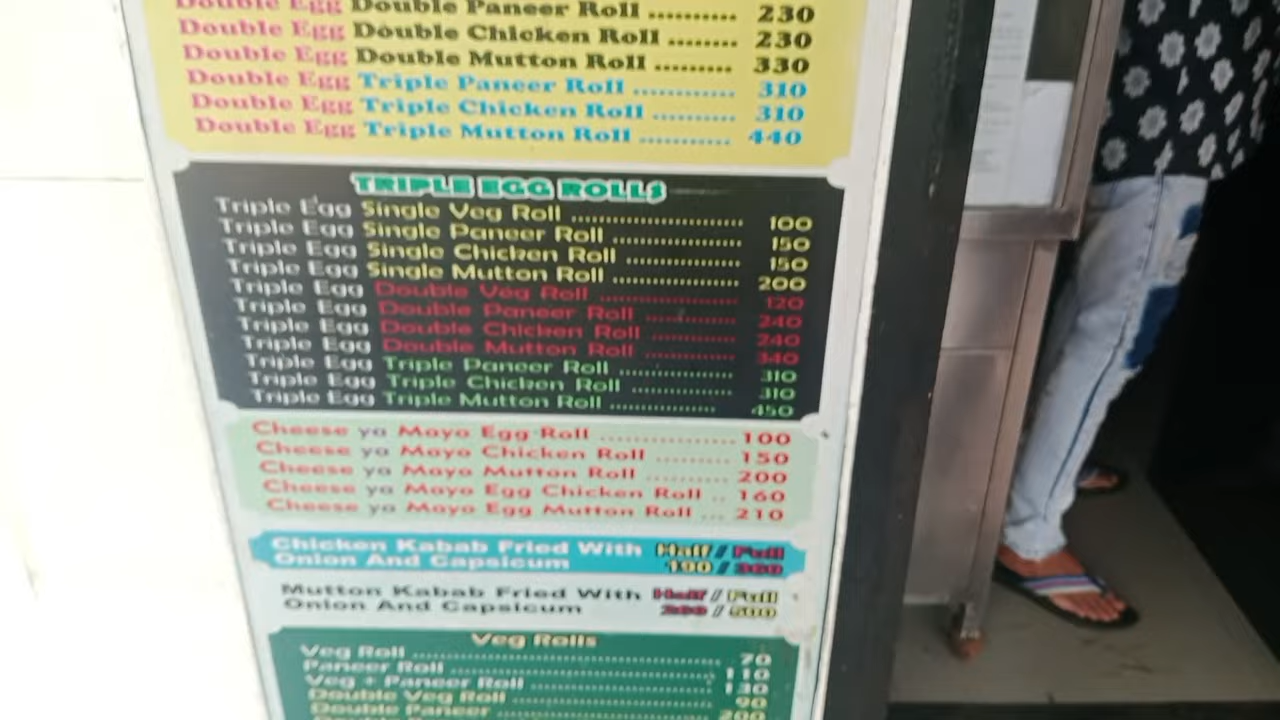 Double Egg Double Paneer Roll .......... 230
Double Egg Double Chicken Roll ........ 230
Double Egg Double Mutton Roll ......... 330
Double Egg Triple Paneer Roll ............ 310
Double Egg Triple Chicken Roll .......... 310
Double Egg Triple Mutton Roll ........... 440
TRIPLE EGG ROLLS
Triple Egg Single Veg Roll ................................ 100
Triple Egg Single Paneer Roll ........................ 150
Triple Egg Single Chicken Roll ..................... 150
Triple Egg Single Mutton Roll ....................... 200
Triple Egg Double Veg Roll ......................... 120
Triple Egg Double Paneer Roll ................. 240
Triple Egg Double Chicken Roll ............... 240
Triple Egg Double Mutton Roll ................ 340
Triple Egg Triple Paneer Roll .................... 310
Triple Egg Triple Chicken Roll .................. 310
Triple Egg Triple Mutton Roll ................... 450
Cheese ya Mayo Egg Roll ................... 100
Cheese ya Mayo Chicken Roll .......... 150
Cheese ya Mayo Mutton Roll ............ 200
Cheese ya Mayo Egg Chicken Roll .. 160
Cheese ya Mayo Egg Mutton Roll ... 210
Chicken Kabab Fried With Half / Full
Onion And Capsicum 190 / 360
Mutton Kabab Fried With Half / Full
Onion And Capsicum / 500
Veg Rolls
Veg Roll .................................................. 70
Paneer Roll .......................................... 110
Veg + Paneer Roll ............................. 130
Double Veg Roll ................................ 90
Double Paneer ................................... 200